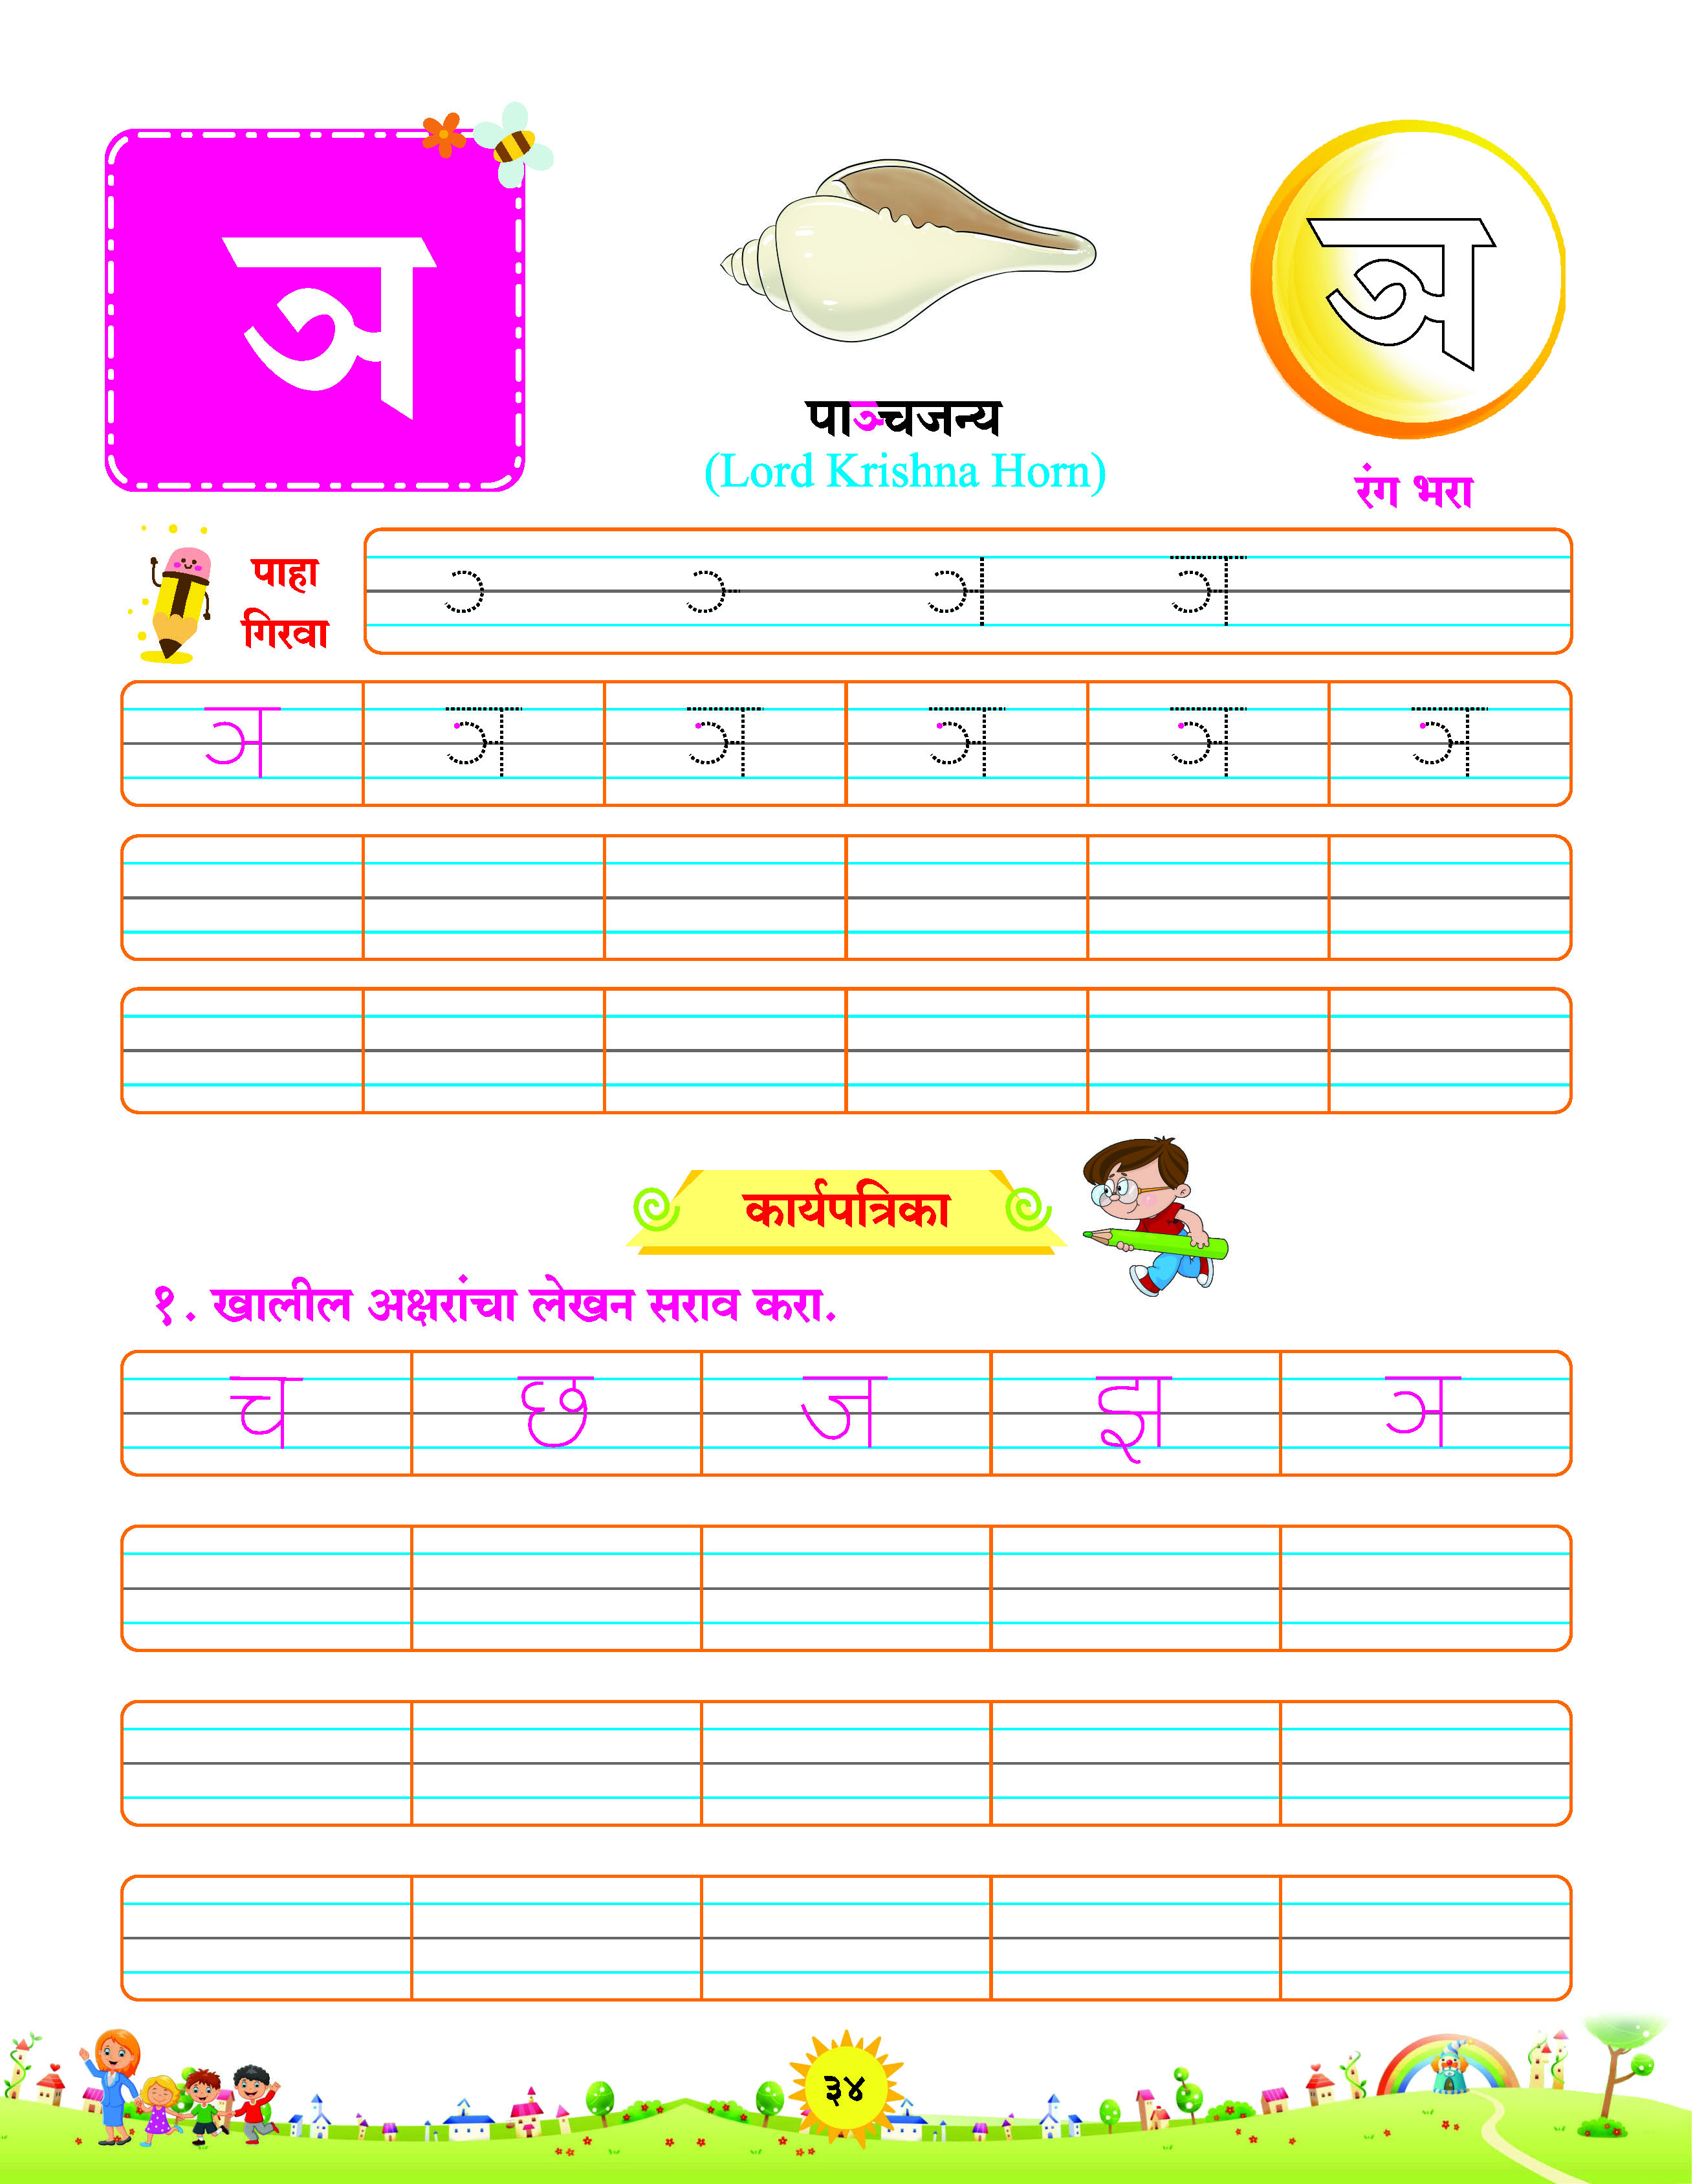 ञ
पाञ्चजन्य
(Lord Krishna Horn)
ञ
रंग भरा
पाहा
गिरवा
ञ
ञ ञ ञ ञ ञ ञ
कार्यपत्रिका
१. खालील अक्षरांचा लेखन सराव करा.
च छ ज झ ञ
३४